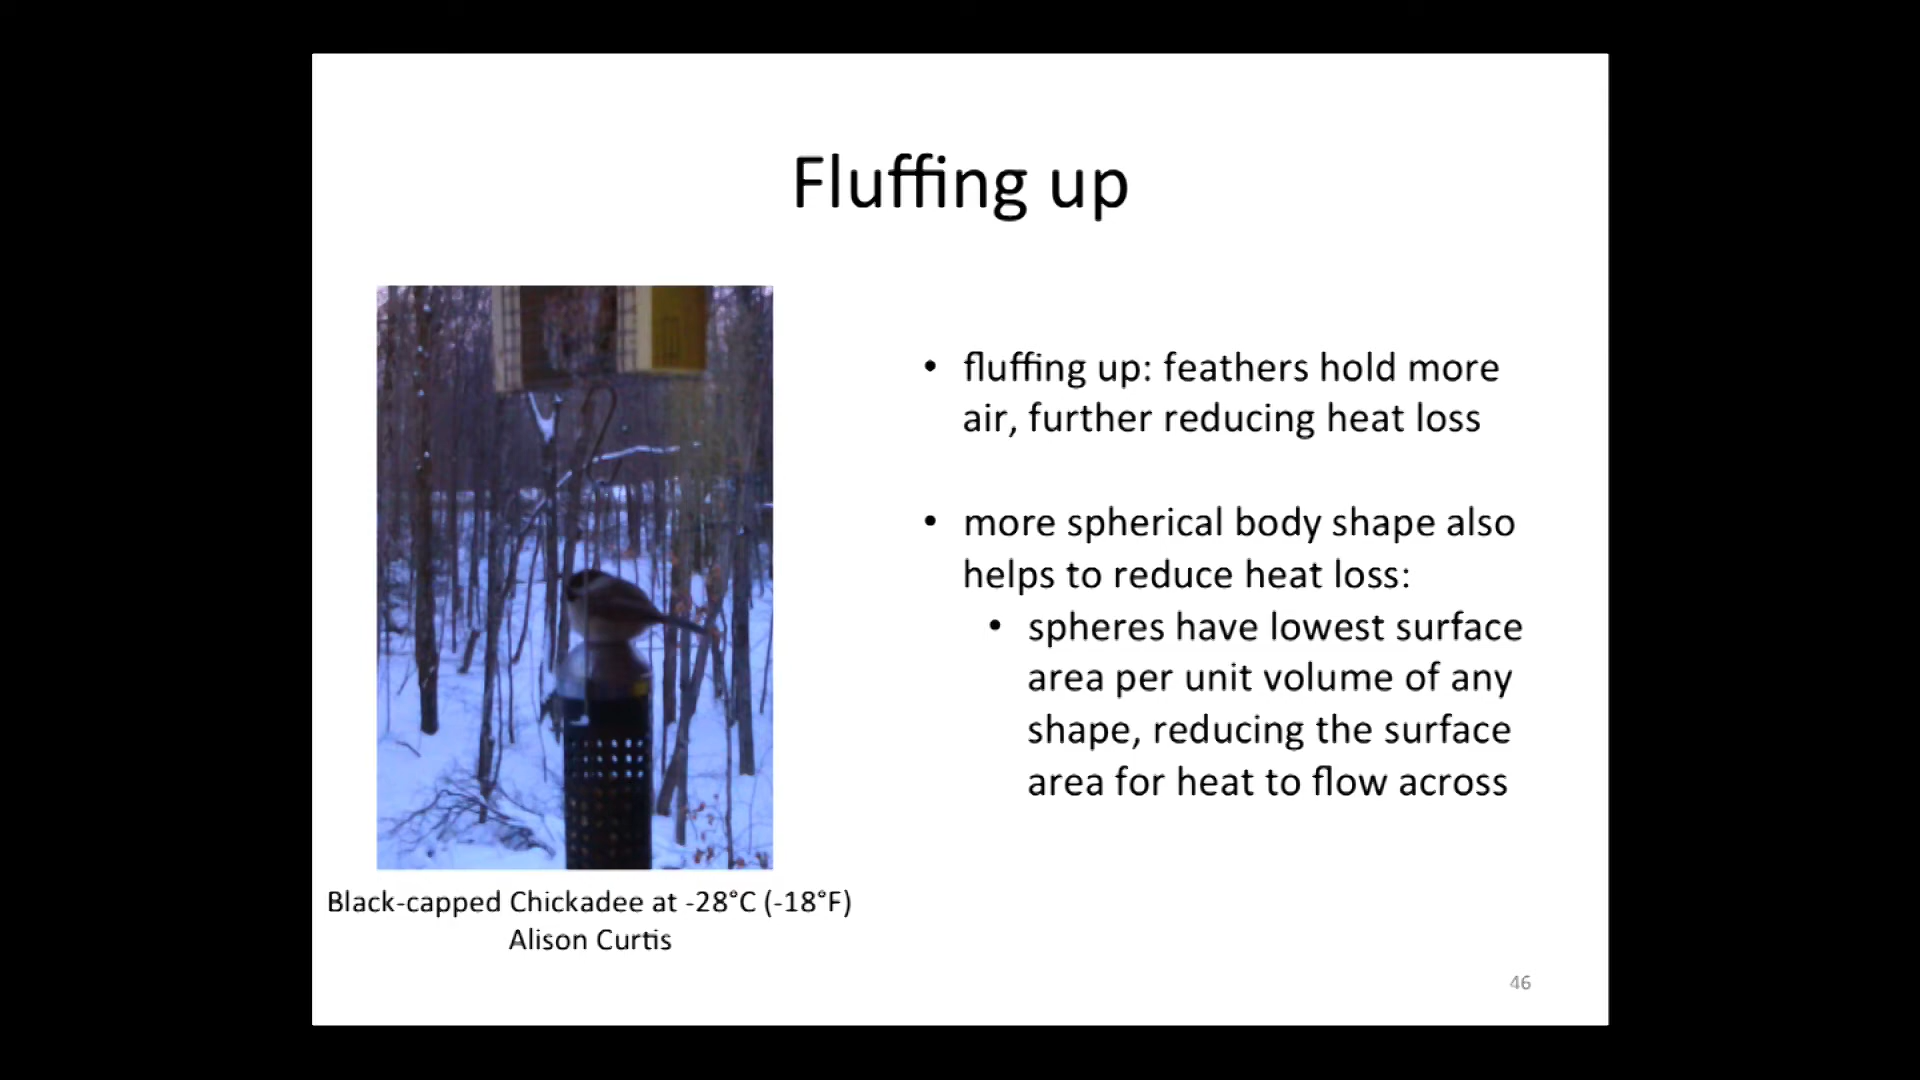 Fluffing up
• fluffing up: feathers hold more
air, further reducing heat loss
• more spherical body shape also
helps to reduce heat loss:
• spheres have lowest surface
area per unit volume of any
shape, reducing the surface
area for heat to flow across
Black-capped Chickadee at -28°C (-18°F)
Alison Curtis
46